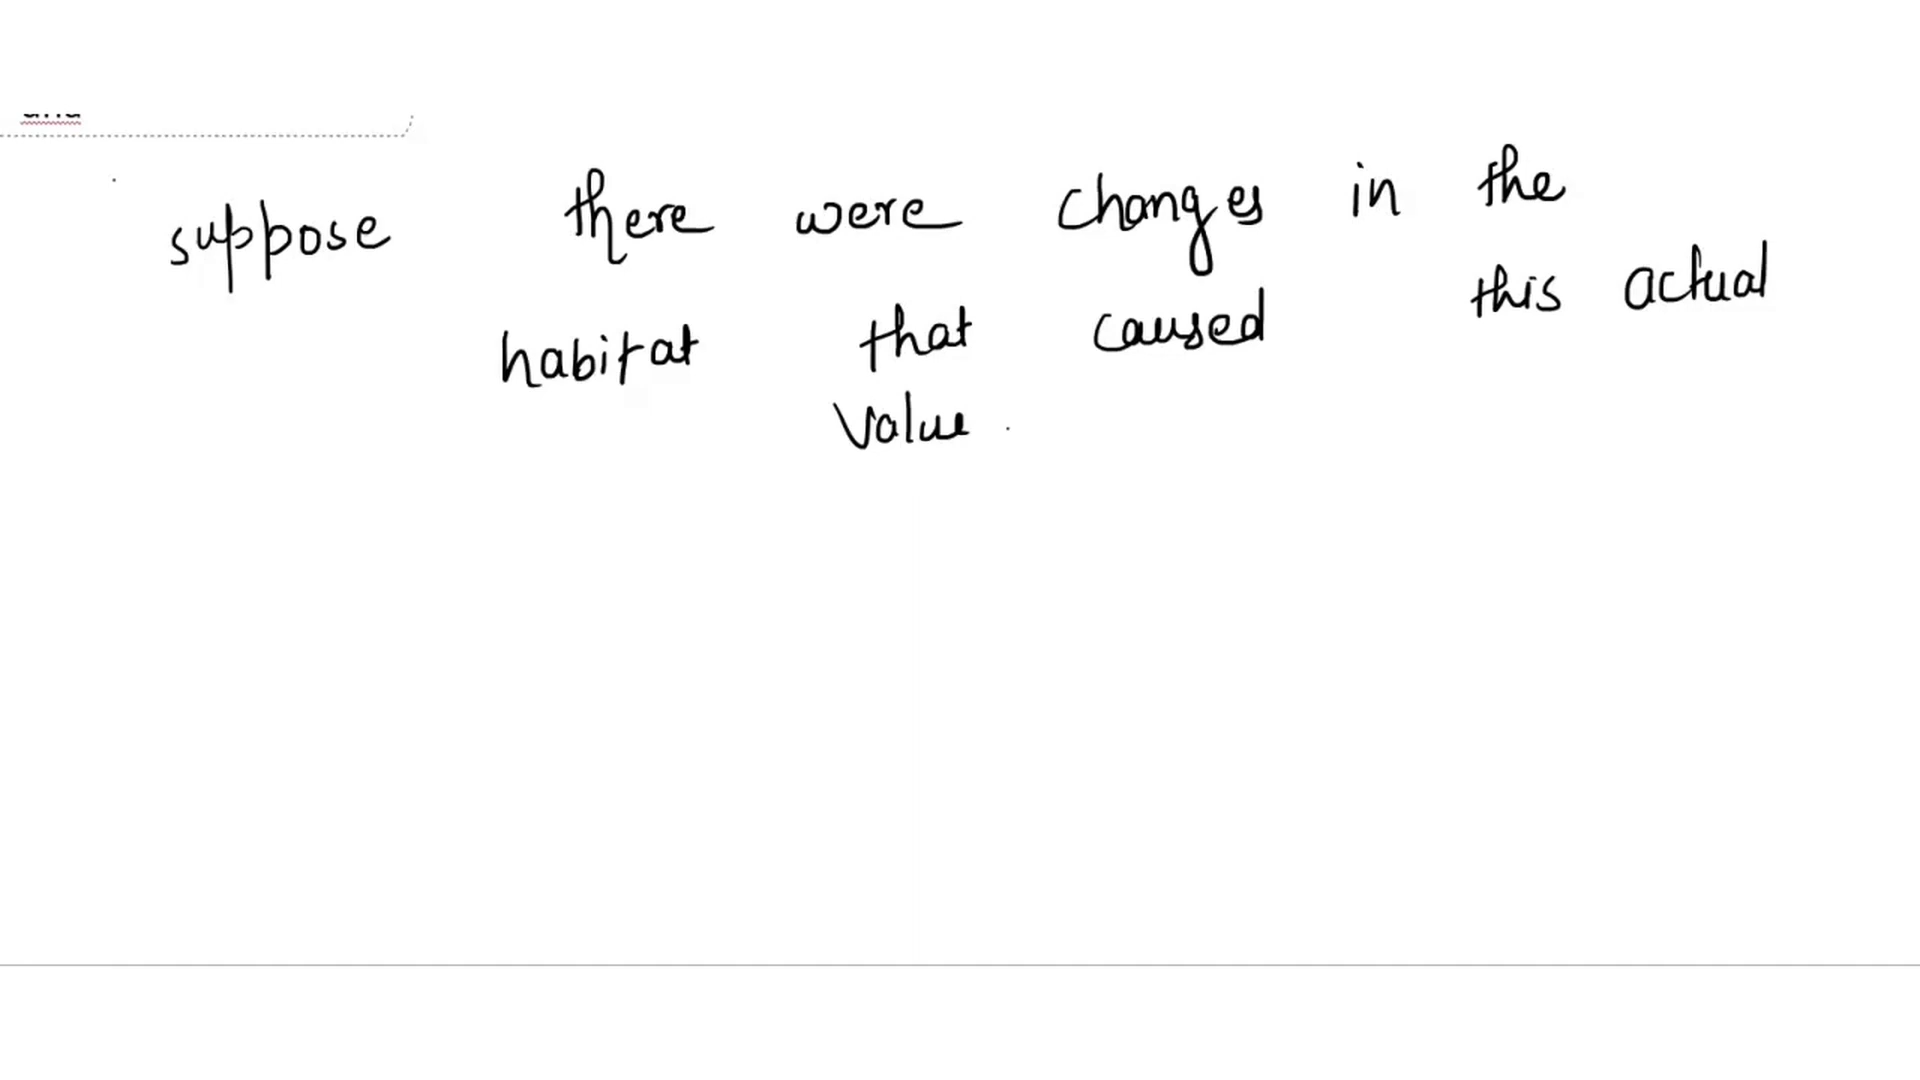 suppose there were changes in the
habitat that caused this actual
value.